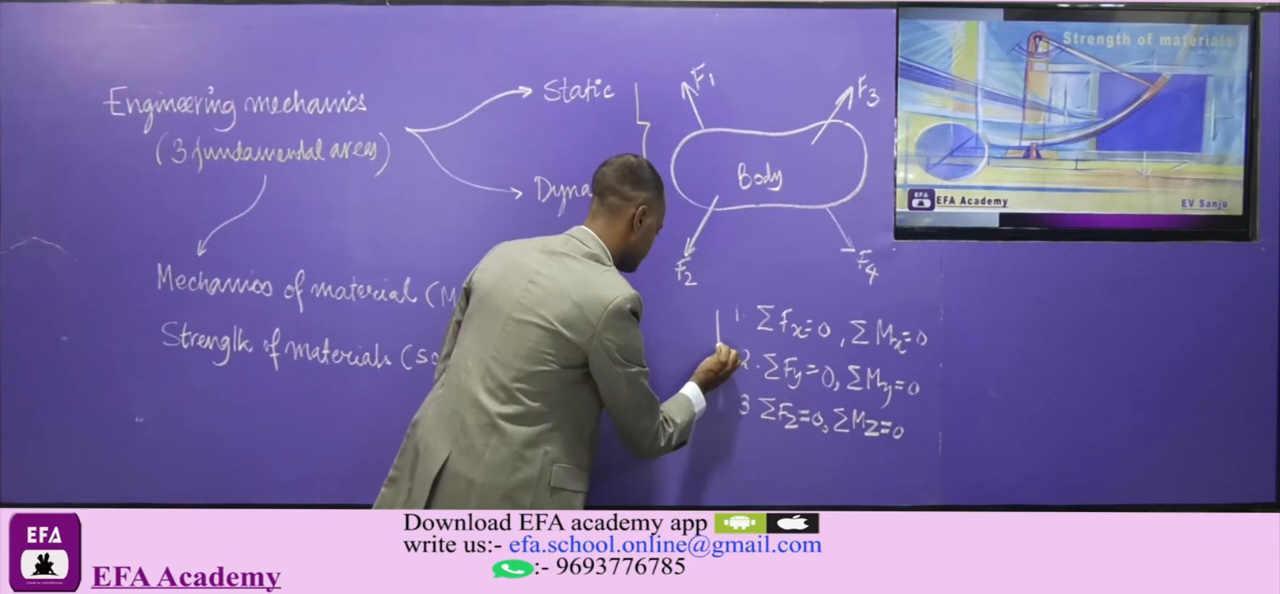 Engineering mechanics
(3 fundamental areas)
Static
Dyna
Mechanics of material (M
Strength of materials (SO
F1
F3
Body
F2
F4
1. ΣFx=0, ΣMx=0
2. ΣFy=0, ΣMy=0
3 ΣFz=0, ΣMz=0
Strength of materials
EFA
EFA Academy
EV Sanju
Download EFA academy app
write us:- efa.school.online@gmail.com
:- 9693776785
EFA
EFA Academy